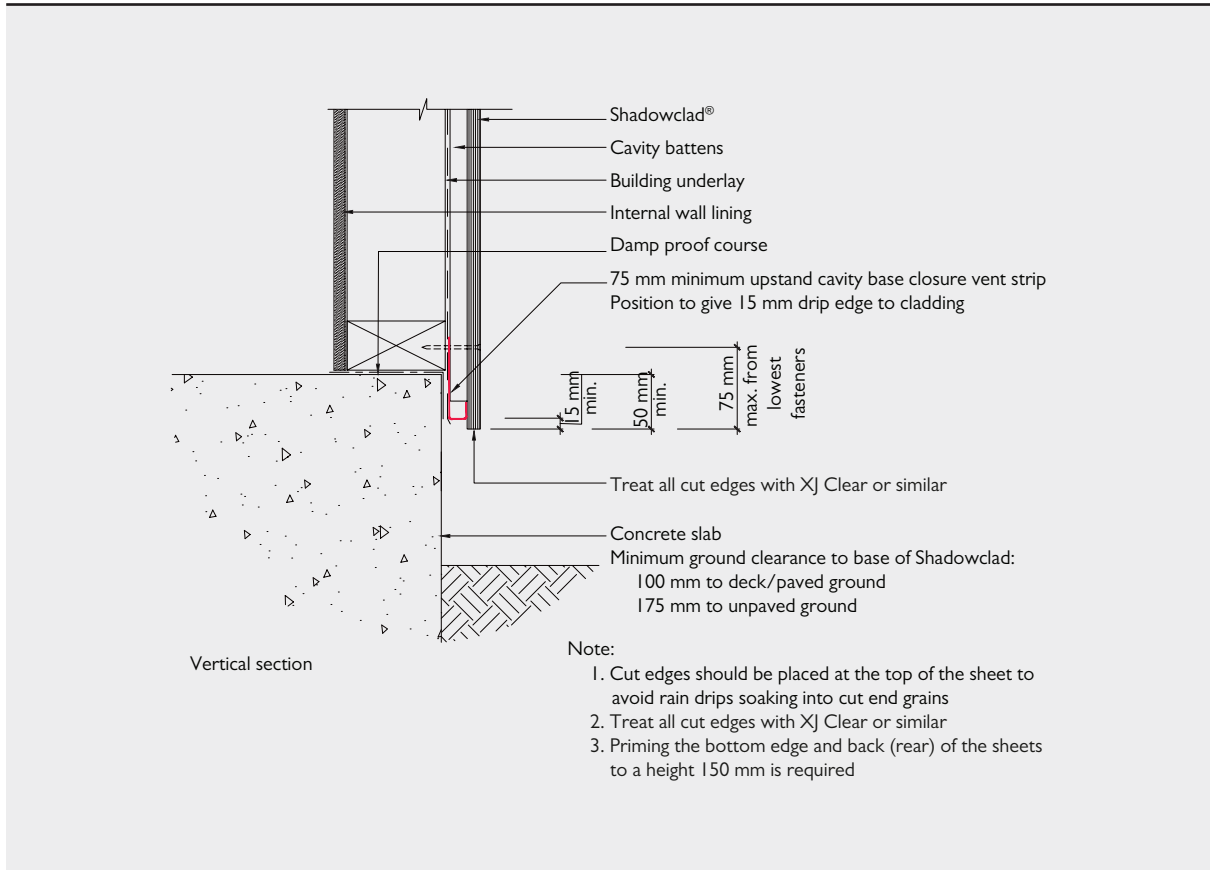 Shadowclad®
Cavity battens
Building underlay
Internal wall lining
Damp proof course
75 mm minimum upstand cavity base closure vent strip
Position to give 15 mm drip edge to cladding
15 mm
min.
50 mm
min.
75 mm
max. from
lowest
fasteners
Treat all cut edges with XJ Clear or similar
Concrete slab
Minimum ground clearance to base of Shadowclad:
100 mm to deck/paved ground
175 mm to unpaved ground
Vertical section
Note:
1. Cut edges should be placed at the top of the sheet to
avoid rain drips soaking into cut end grains
2. Treat all cut edges with XJ Clear or similar
3. Priming the bottom edge and back (rear) of the sheets
to a height 150 mm is required